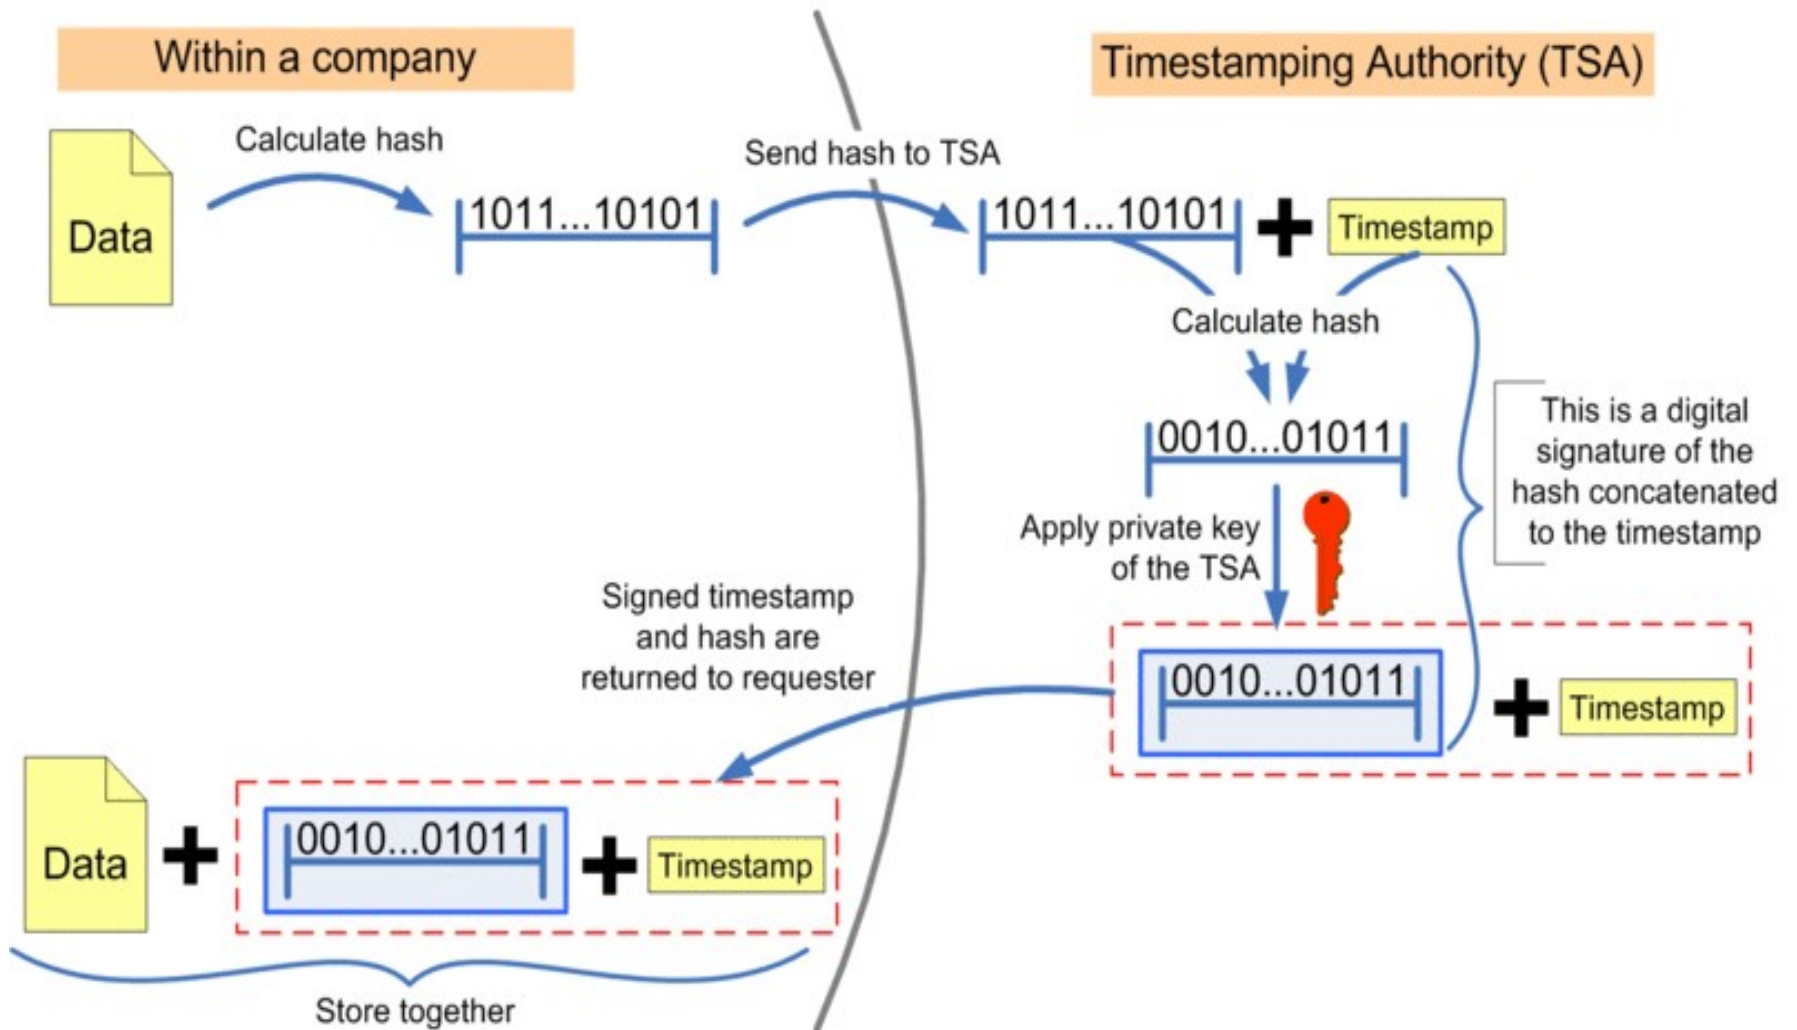 Within a company
Timestamping Authority (TSA)
Calculate hash
Data
1011...10101
Send hash to TSA
1011...10101
Timestamp
Calculate hash
0010...01011
This is a digital
signature of the
hash concatenated
to the timestamp
Apply private key
of the TSA
Signed timestamp
and hash are
returned to requester
0010...01011
Timestamp
Data
0010...01011
Timestamp
Store together